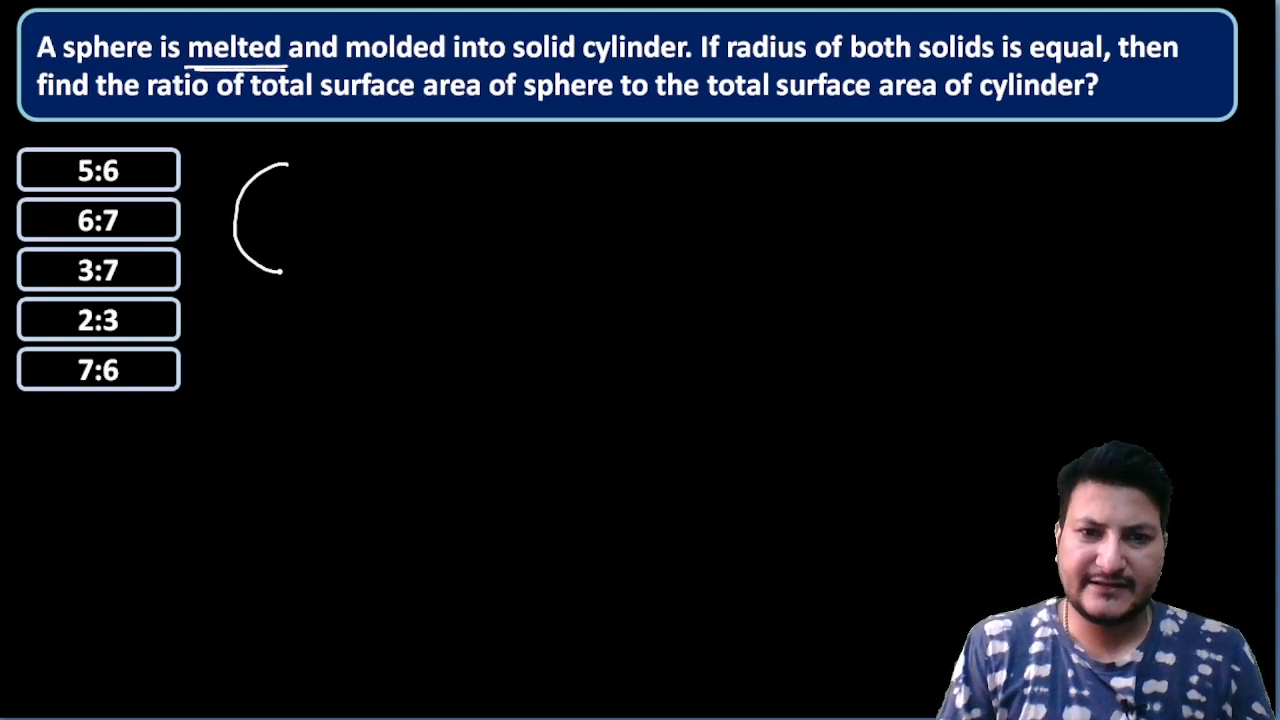 A sphere is melted and molded into solid cylinder. If radius of both solids is equal, then
find the ratio of total surface area of sphere to the total surface area of cylinder?
5:6
6:7
3:7
2:3
7:6